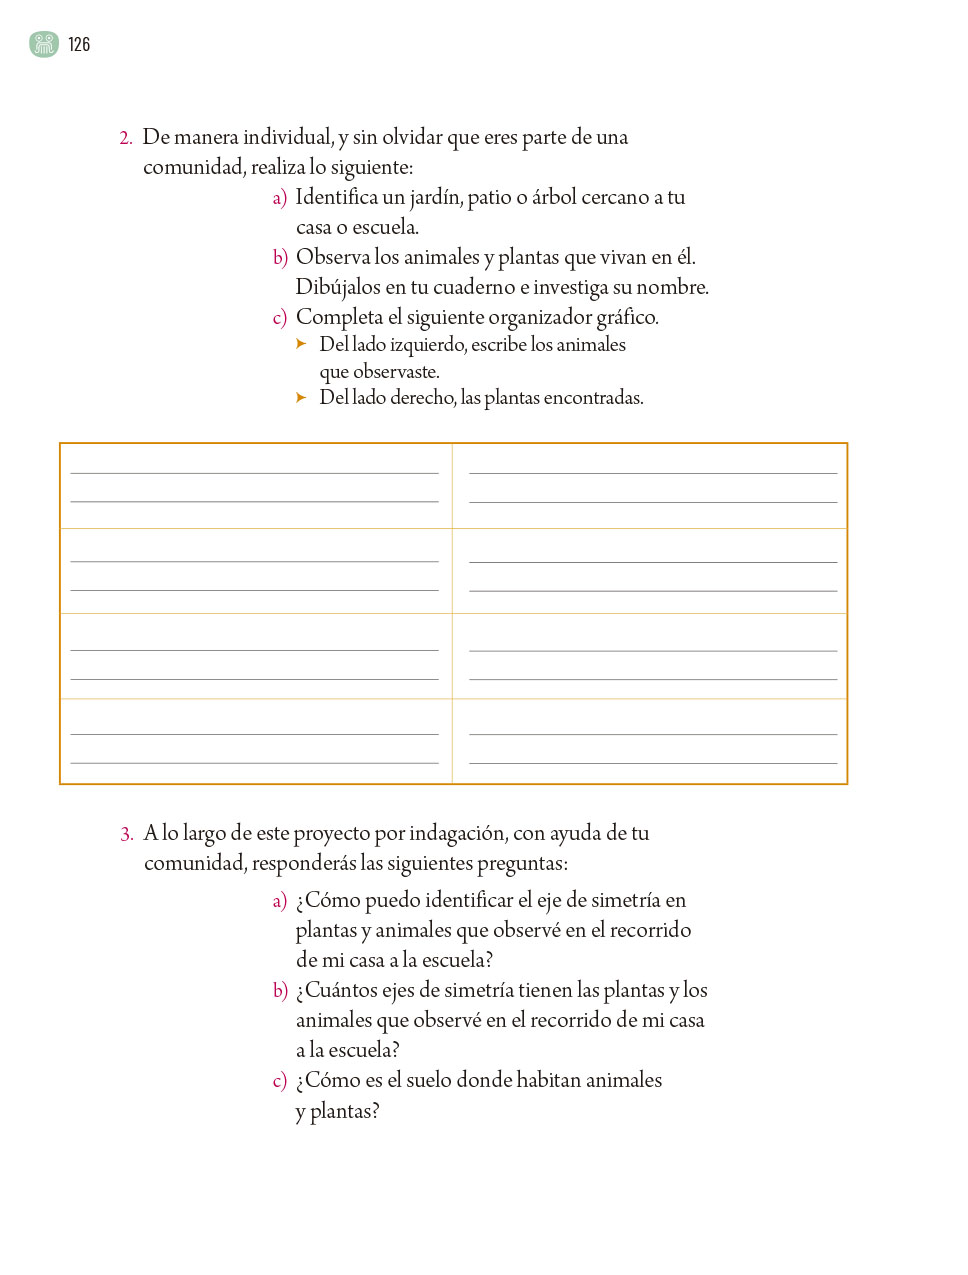 126
2. De manera individual, y sin olvidar que eres parte de una
comunidad, realiza lo siguiente:
a) Identifica un jardín, patio o árbol cercano a tu
casa o escuela.
b) Observa los animales y plantas que vivan en él.
Dibújalos en tu cuaderno e investiga su nombre.
c) Completa el siguiente organizador gráfico.
➤ Del lado izquierdo, escribe los animales
que observaste.
➤ Del lado derecho, las plantas encontradas.
3. A lo largo de este proyecto por indagación, con ayuda de tu
comunidad, responderás las siguientes preguntas:
a) ¿Cómo puedo identificar el eje de simetría en
plantas y animales que observé en el recorrido
de mi casa a la escuela?
b) ¿Cuántos ejes de simetría tienen las plantas y los
animales que observé en el recorrido de mi casa
a la escuela?
c) ¿Cómo es el suelo donde habitan animales
y plantas?